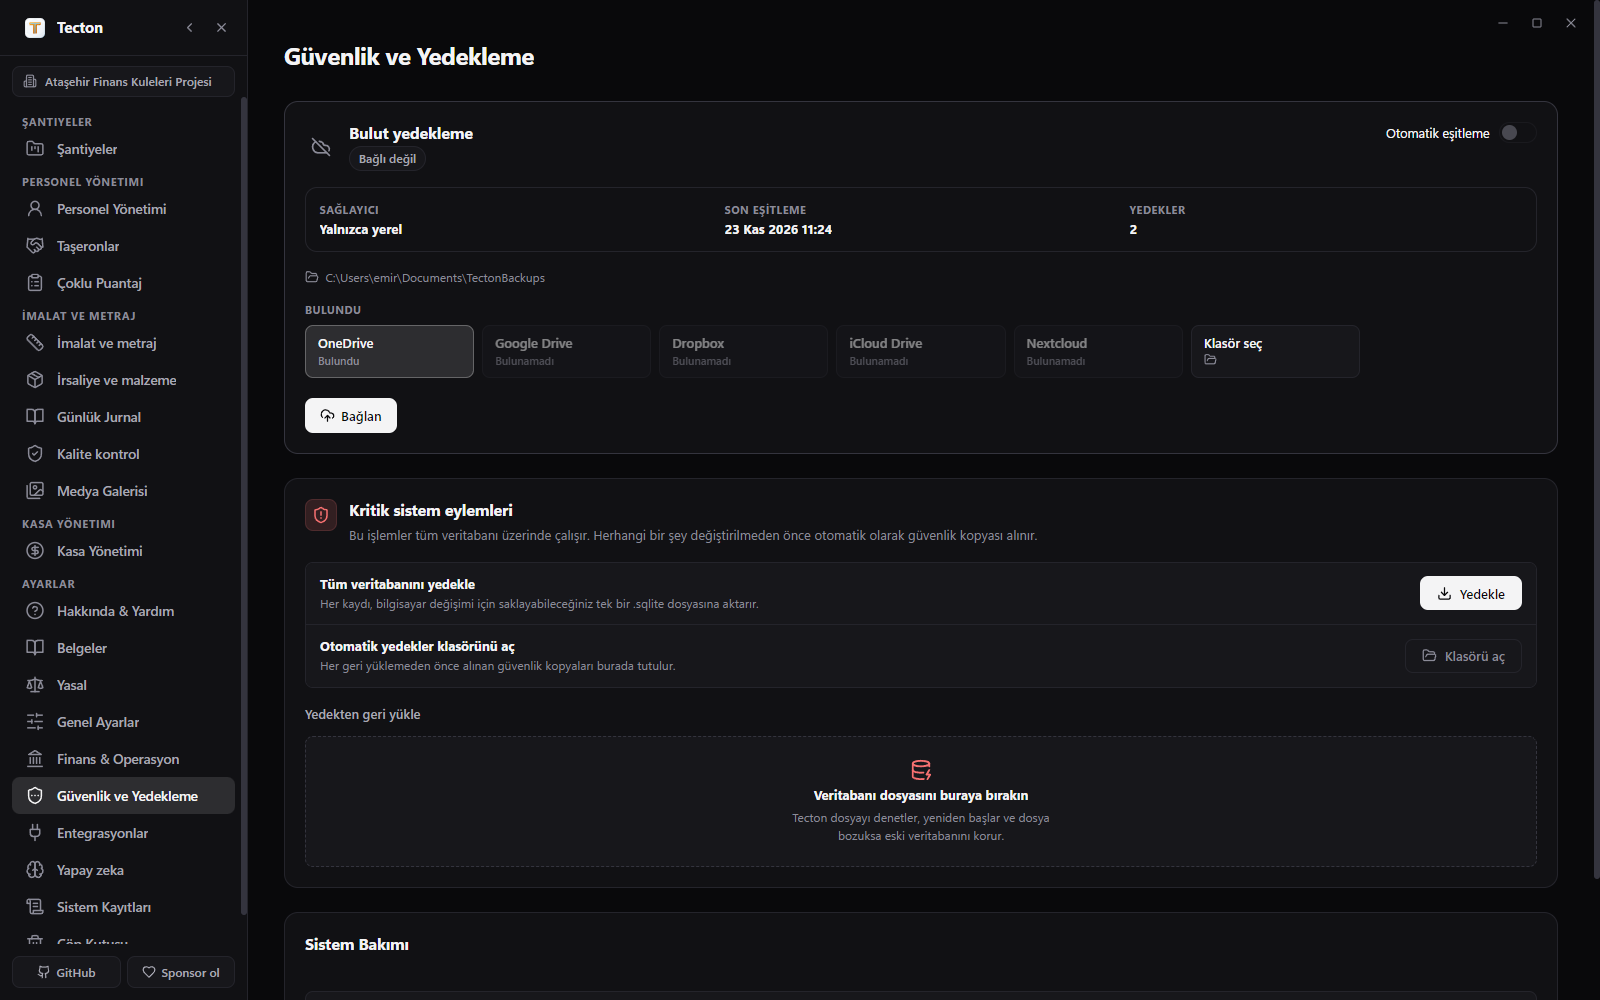 Tecton
Ataşehir Finans Kuleleri Projesi
ŞANTIYELER
Şantiyeler
PERSONEL YÖNETIMI
Personel Yönetimi
Taşeronlar
Çoklu Puantaj
İMALAT VE METRAJ
İmalat ve metraj
İrsaliye ve malzeme
Günlük Jurnal
Kalite kontrol
Medya Galerisi
KASA YÖNETIMI
Kasa Yönetimi
AYARLAR
Hakkında & Yardım
Belgeler
Yasal
Genel Ayarlar
Finans & Operasyon
Güvenlik ve Yedekleme
Entegrasyonlar
Yapay zeka
Sistem Kayıtları
Çöp Kutusu
GitHub
Sponsor ol
Güvenlik ve Yedekleme
Bulut yedekleme
Bağlı değil
Otomatik eşitleme
SAĞLAYICI
Yalnızca yerel
SON EŞİTLEME
23 Kas 2026 11:24
YEDEKLER
2
C:\Users\emir\Documents\TectonBackups
BULUNDU
OneDrive
Bulundu
Google Drive
Bulunamadı
Dropbox
Bulunamadı
iCloud Drive
Bulunamadı
Nextcloud
Bulunamadı
Klasör seç
Bağlan
Kritik sistem eylemleri
Bu işlemler tüm veritabanı üzerinde çalışır. Herhangi bir şey değiştirilmeden önce otomatik olarak güvenlik kopyası alınır.
Tüm veritabanını yedekle
Her kaydı, bilgisayar değişimi için saklayabileceğiniz tek bir .sqlite dosyasına aktarır.
Yedekle
Otomatik yedekler klasörünü aç
Her geri yüklemeden önce alınan güvenlik kopyaları burada tutulur.
Klasörü aç
Yedekten geri yükle
Veritabanı dosyasını buraya bırakın
Tecton dosyayı denetler, yeniden başlar ve dosya
bozuksa eski veritabanını korur.
Sistem Bakımı